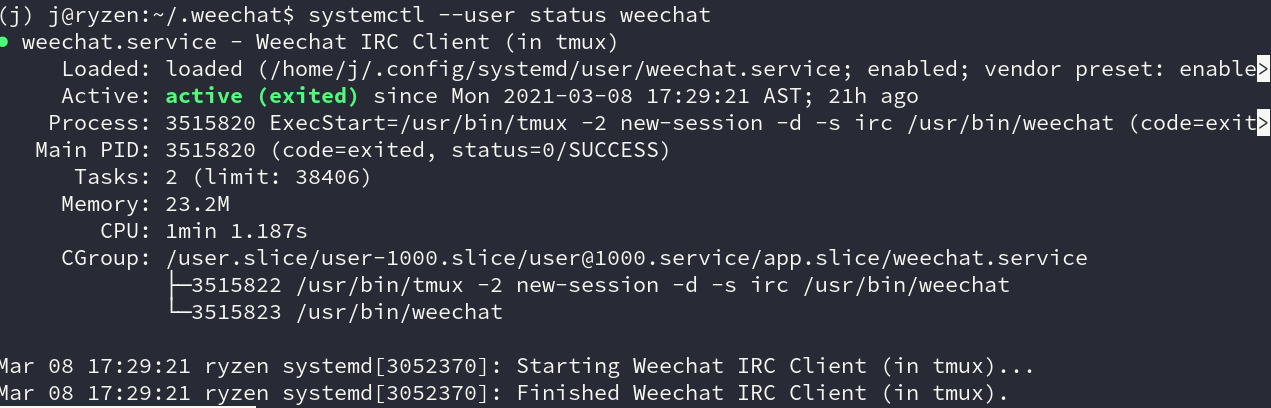 (j) j@ryzen:~/.weechat$ systemctl --user status weechat
● weechat.service - Weechat IRC Client (in tmux)
     Loaded: loaded (/home/j/.config/systemd/user/weechat.service; enabled; vendor preset: enable>
     Active: active (exited) since Mon 2021-03-08 17:29:21 AST; 21h ago
    Process: 3515820 ExecStart=/usr/bin/tmux -2 new-session -d -s irc /usr/bin/weechat (code=exit>
   Main PID: 3515820 (code=exited, status=0/SUCCESS)
      Tasks: 2 (limit: 38406)
     Memory: 23.2M
        CPU: 1min 1.187s
     CGroup: /user.slice/user-1000.slice/user@1000.service/app.slice/weechat.service
             ├─3515822 /usr/bin/tmux -2 new-session -d -s irc /usr/bin/weechat
             └─3515823 /usr/bin/weechat

Mar 08 17:29:21 ryzen systemd[3052370]: Starting Weechat IRC Client (in tmux)...
Mar 08 17:29:21 ryzen systemd[3052370]: Finished Weechat IRC Client (in tmux).